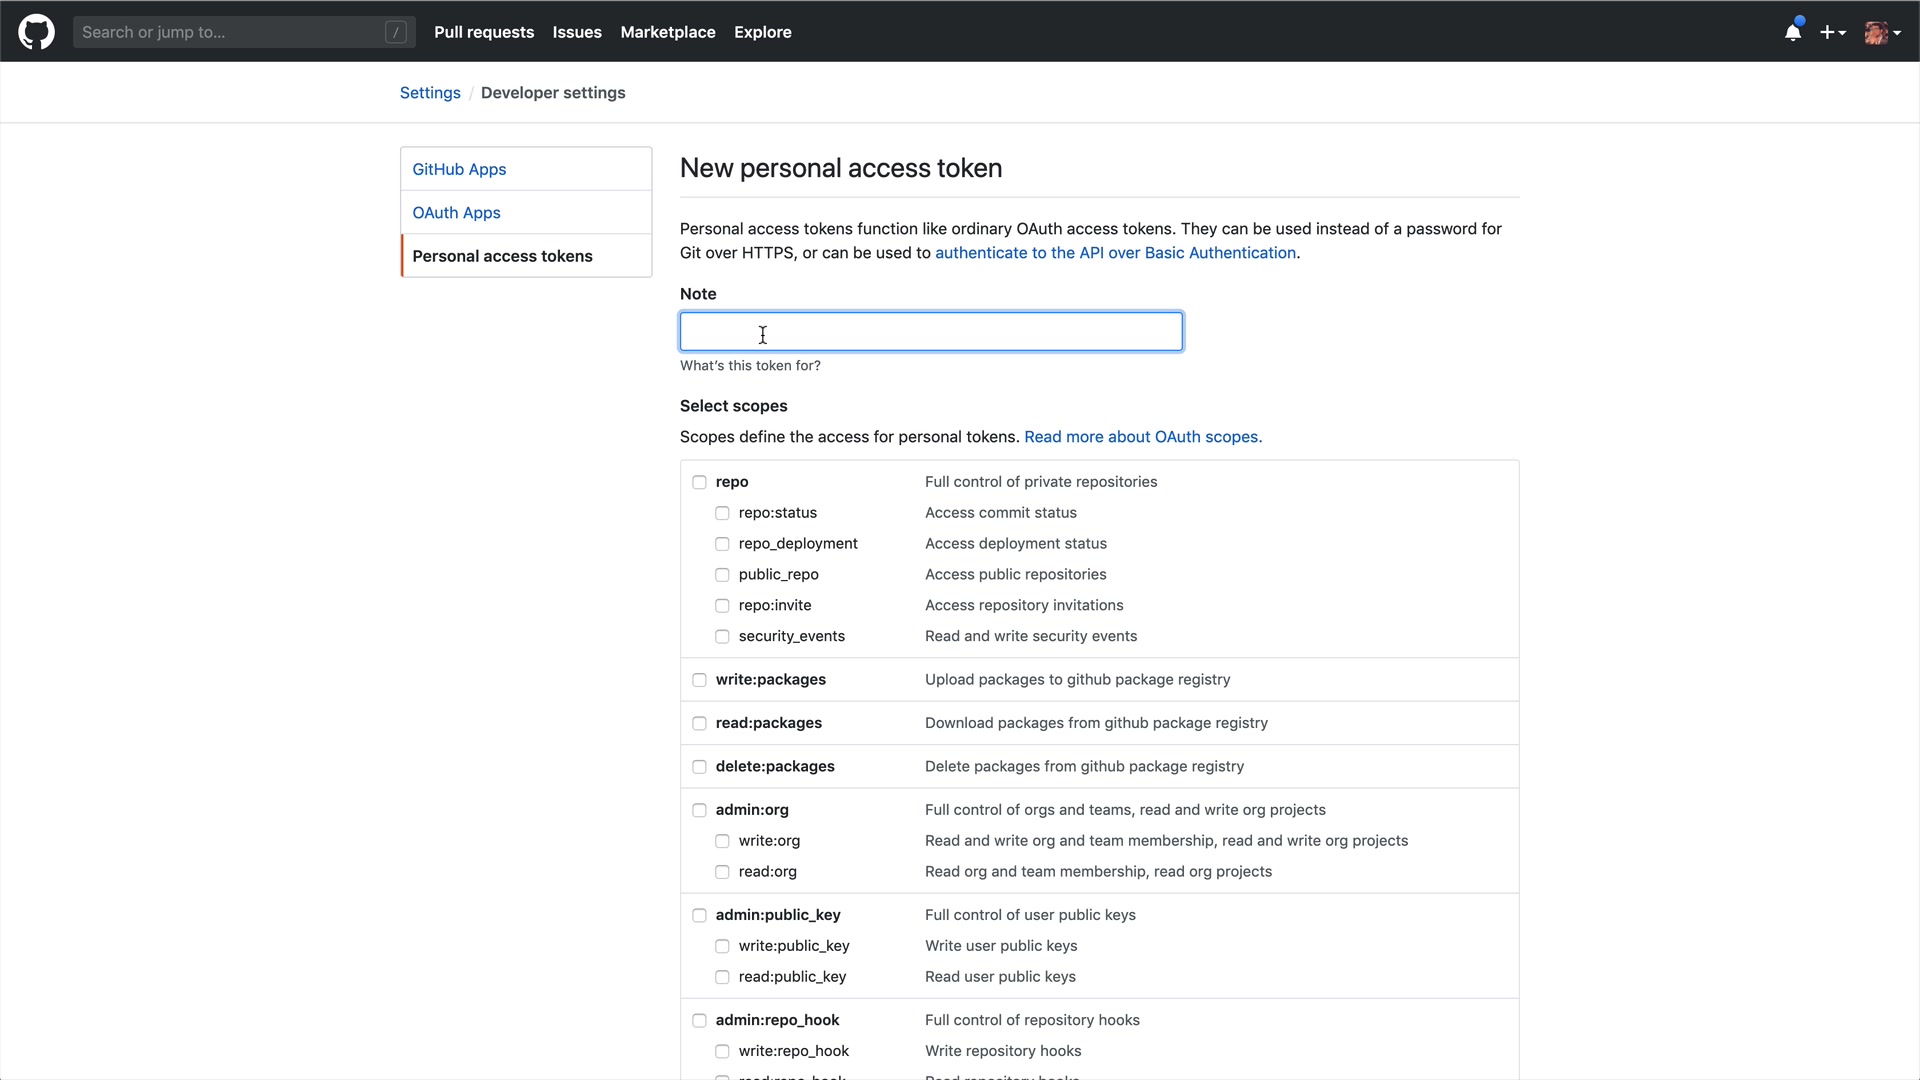 Search or jump to...
/
Pull requests
Issues
Marketplace
Explore
Settings / Developer settings
GitHub Apps
OAuth Apps
Personal access tokens
New personal access token
Personal access tokens function like ordinary OAuth access tokens. They can be used instead of a password for
Git over HTTPS, or can be used to authenticate to the API over Basic Authentication.
Note
What's this token for?
Select scopes
Scopes define the access for personal tokens. Read more about OAuth scopes.
repo Full control of private repositories
repo:status Access commit status
repo_deployment Access deployment status
public_repo Access public repositories
repo:invite Access repository invitations
security_events Read and write security events
write:packages Upload packages to github package registry
read:packages Download packages from github package registry
delete:packages Delete packages from github package registry
admin:org Full control of orgs and teams, read and write org projects
write:org Read and write org and team membership, read and write org projects
read:org Read org and team membership, read org projects
admin:public_key Full control of user public keys
write:public_key Write user public keys
read:public_key Read user public keys
admin:repo_hook Full control of repository hooks
write:repo_hook Write repository hooks
read:repo_hook Read repository hooks